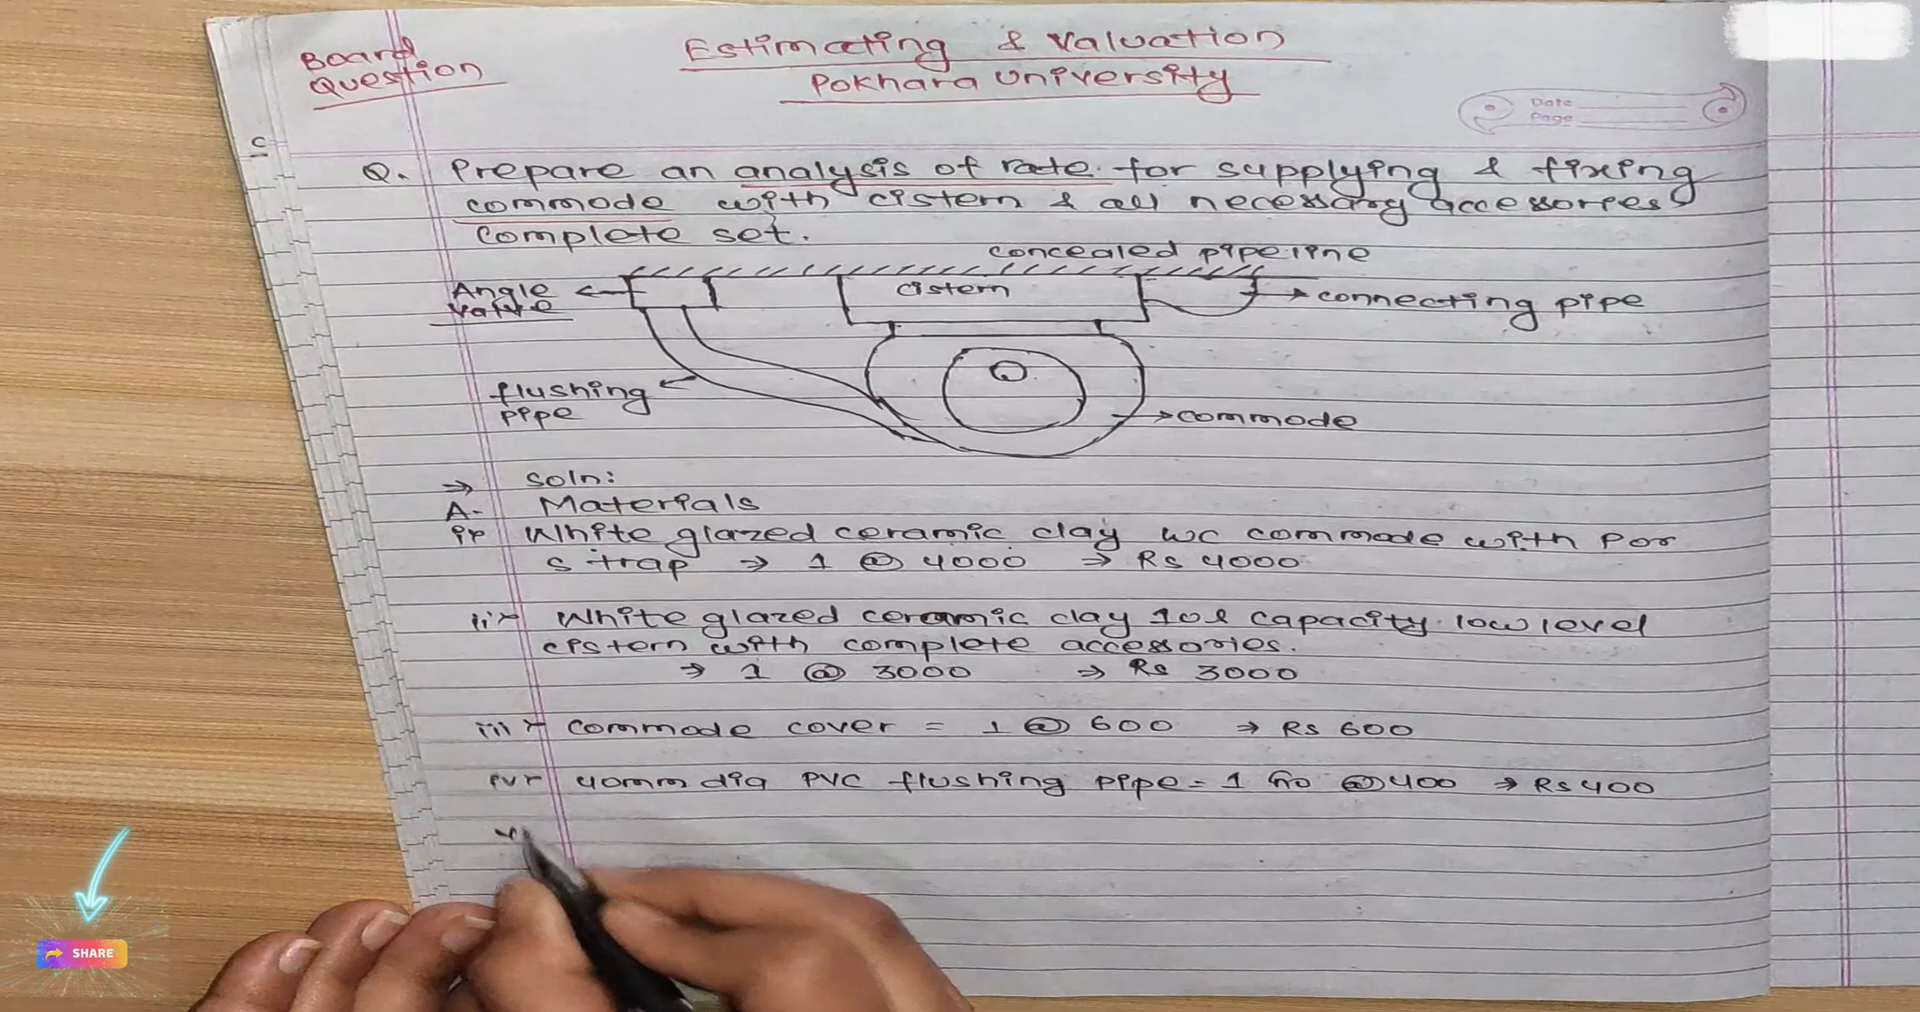 Board
Question
Estimating & Valuation
Pokhara University
Date
Page
c
Q. Prepare an analysis of rate for supplying & fixing
commode with cistern & all necessary accessories
complete set.
concealed pipeline
Angle
valve
cistern
connecting pipe
flushing
pipe
commode
⇒ soln:
A. Materials
i> White glazed ceramic clay wc commode with P or
S trap ⇒ 1 @ 4000 ⇒ Rs 4000
ii> White glazed ceramic clay 10l capacity low level
cistern with complete accessories.
⇒ 1 @ 3000 ⇒ Rs 3000
iii> commode cover = 1 @ 600 ⇒ Rs 600
iv> 40mm dia PVC flushing pipe = 1 no @ 400 ⇒ Rs 400
v
SHARE